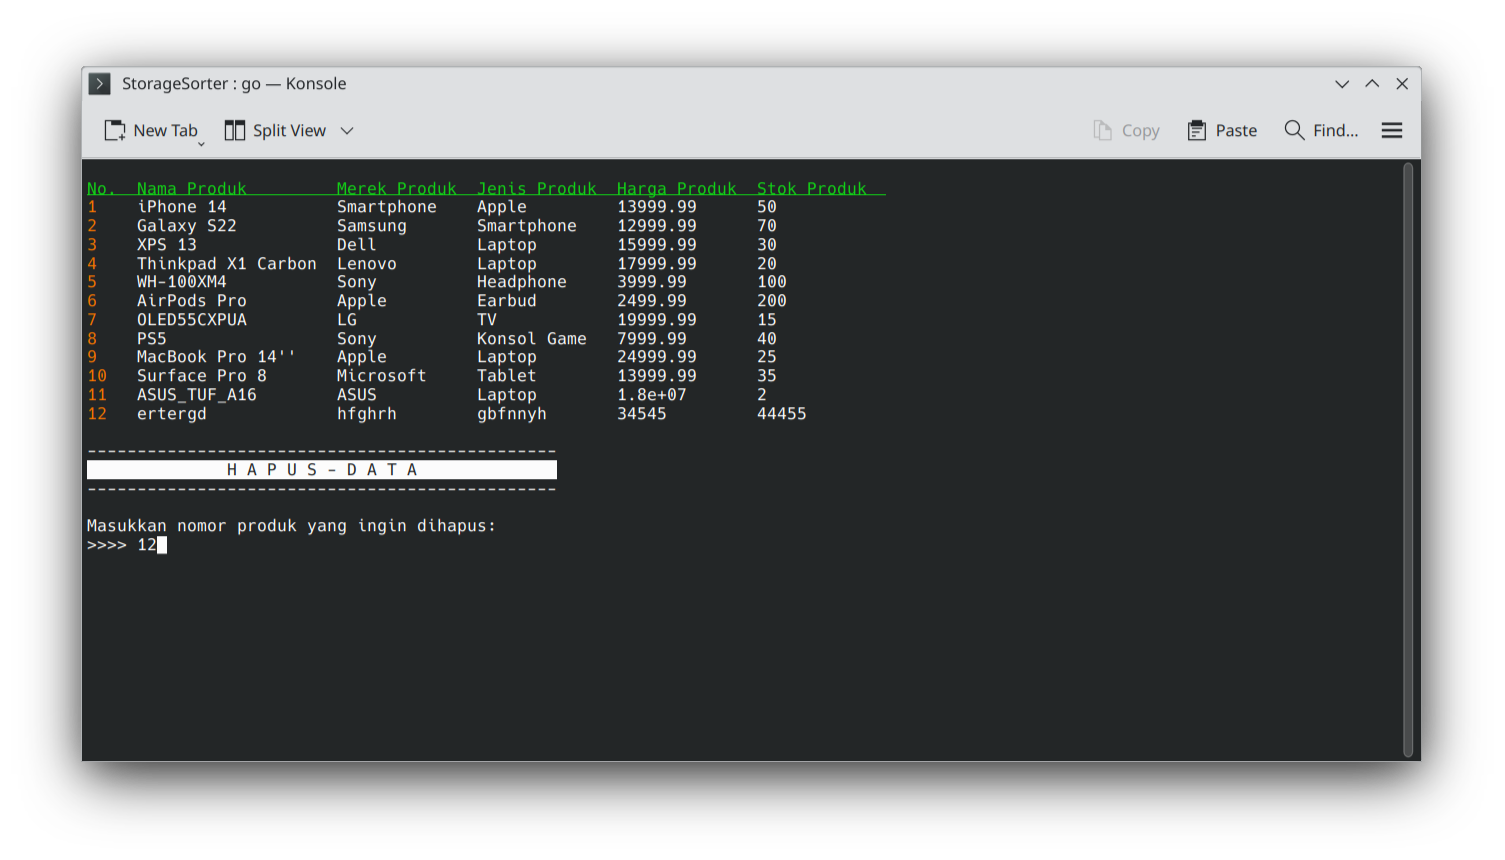 StorageSorter : go — Konsole
New Tab Split View Copy Paste Find...
No. Nama Produk Merek Produk Jenis Produk Harga Produk Stok Produk
1 iPhone 14 Smartphone Apple 13999.99 50
2 Galaxy S22 Samsung Smartphone 12999.99 70
3 XPS 13 Dell Laptop 15999.99 30
4 Thinkpad X1 Carbon Lenovo Laptop 17999.99 20
5 WH-100XM4 Sony Headphone 3999.99 100
6 AirPods Pro Apple Earbud 2499.99 200
7 OLED55CXPUA LG TV 19999.99 15
8 PS5 Sony Konsol Game 7999.99 40
9 MacBook Pro 14'' Apple Laptop 24999.99 25
10 Surface Pro 8 Microsoft Tablet 13999.99 35
11 ASUS_TUF_A16 ASUS Laptop 1.8e+07 2
12 ertergd hfghrh gbfnnyh 34545 44455
-----------------------------------------------
H A P U S - D A T A
-----------------------------------------------
Masukkan nomor produk yang ingin dihapus:
>>>> 12